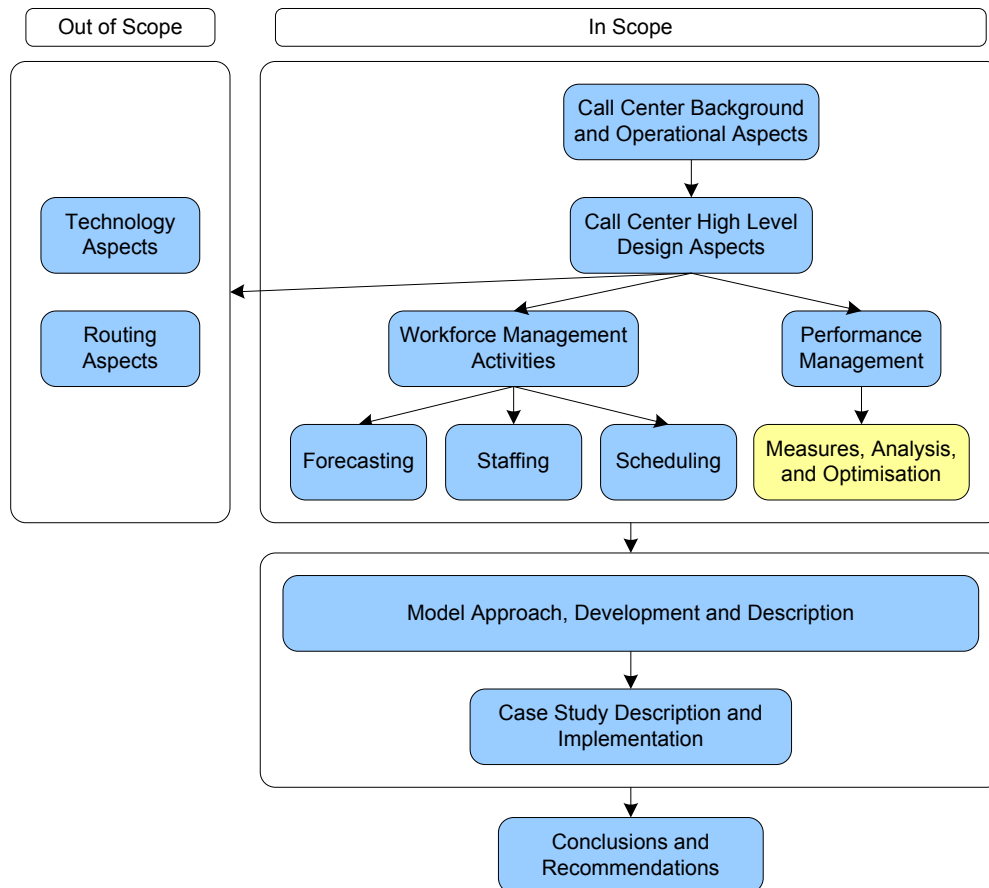 Out of Scope
In Scope
Call Center Background
and Operational Aspects
Technology
Aspects
Call Center High Level
Design Aspects
Routing
Aspects
Workforce Management
Activities
Performance
Management
Forecasting
Staffing
Scheduling
Measures, Analysis,
and Optimisation
Model Approach, Development and Description
Case Study Description and
Implementation
Conclusions and
Recommendations